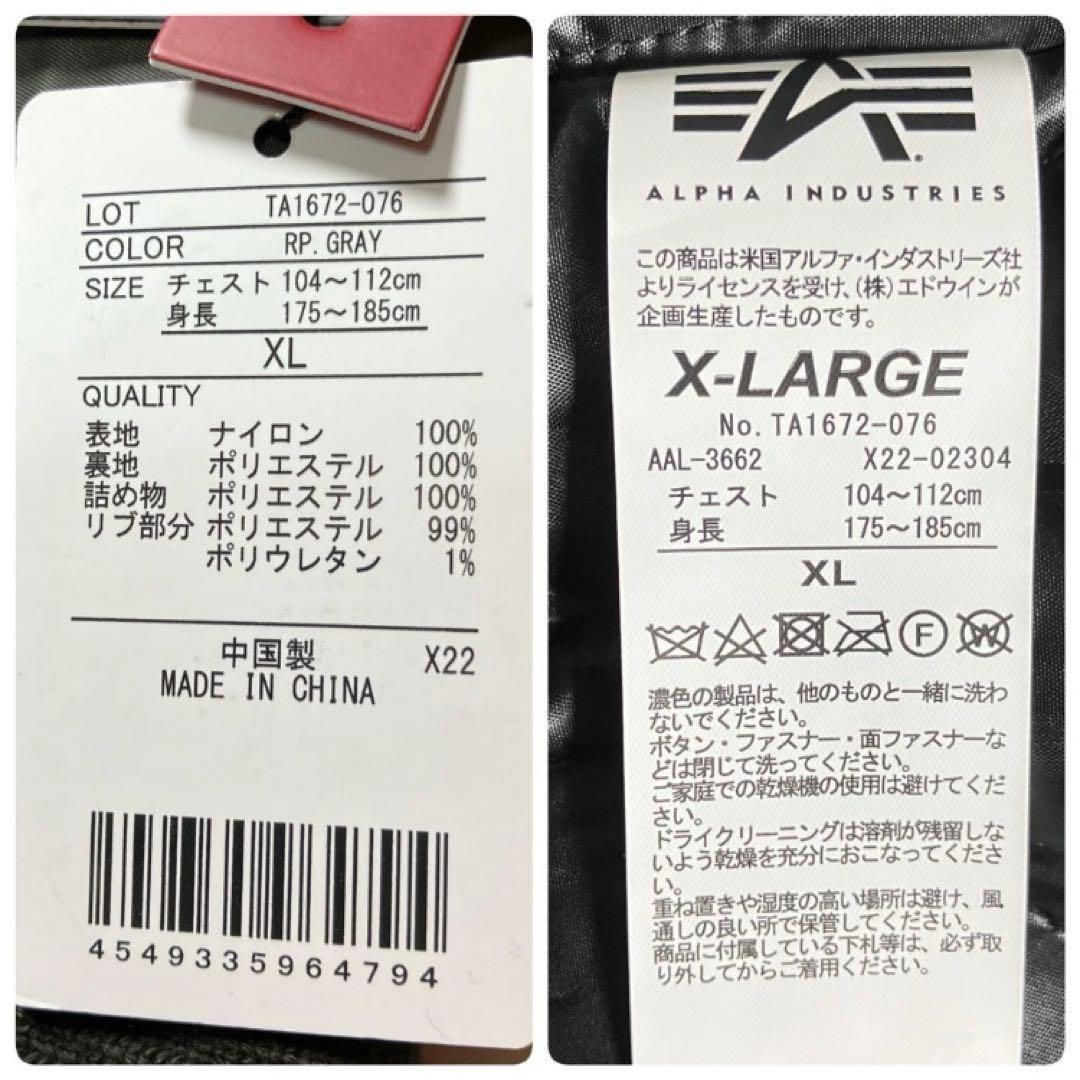 LOT TA1672-076
COLOR RP.GRAY
SIZE チェスト 104～112cm
身長 175～185cm
XL
QUALITY
表地 ナイロン 100%
裏地 ポリエステル 100%
詰め物 ポリエステル 100%
リブ部分 ポリエステル 99%
ポリウレタン 1%
中国製 X22
MADE IN CHINA
4549335964794
ALPHA INDUSTRIES
この商品は米国アルファ・インダストリーズ社
よりライセンスを受け、(株)エドウインが
企画生産したものです。
X-LARGE
No.TA1672-076
AAL-3662 X22-02304
チェスト 104～112cm
身長 175～185cm
XL
F W
濃色の製品は、他のものと一緒に洗わ
ないでください。
ボタン・ファスナー・面ファスナーな
どは閉じて洗ってください。
ご家庭での乾燥機の使用は避けてくだ
さい。
ドライクリーニングは溶剤が残留しな
いよう乾燥を充分におこなってくださ
い。
重ね置きや湿度の高い場所は避け、風
通しの良い所で保管してください。
商品に付属している下札等は、必ず取
り外してからご着用ください。